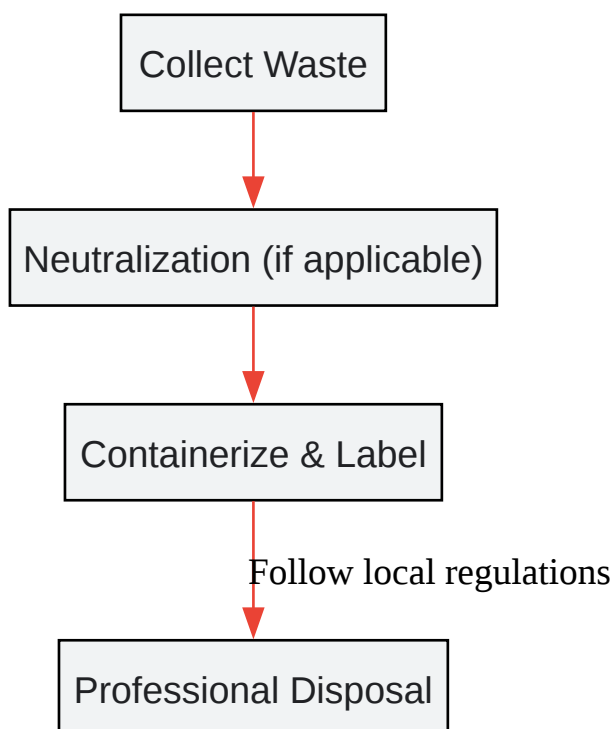 Collect Waste
Neutralization (if applicable)
Containerize & Label
Follow local regulations
Professional Disposal